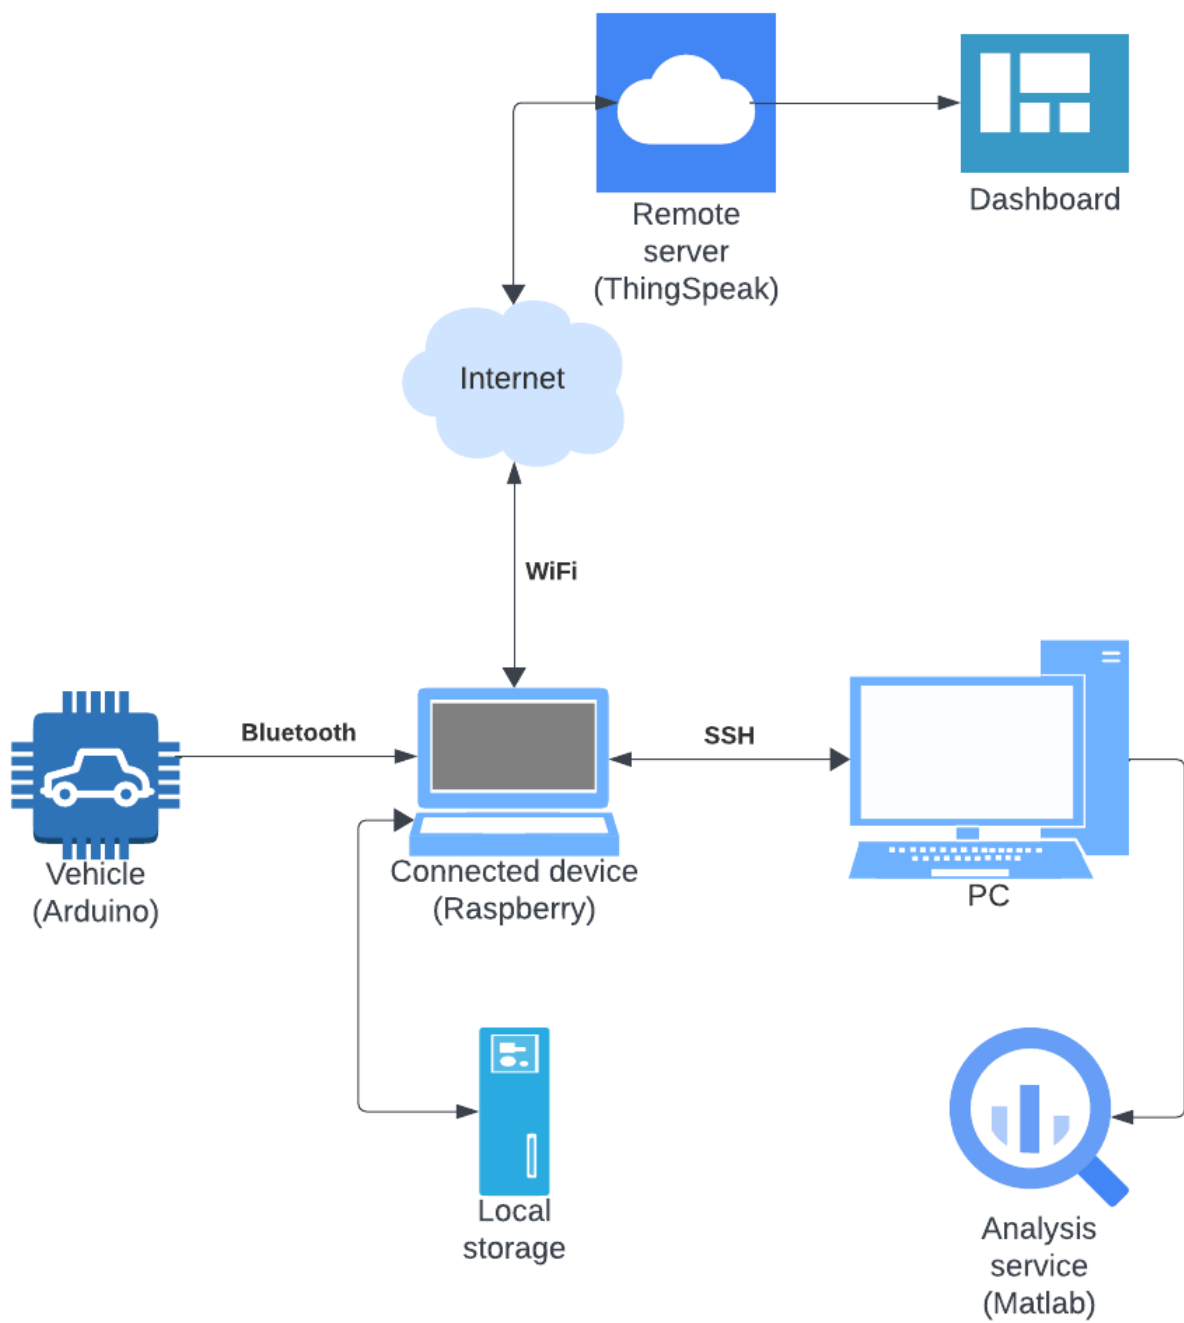 Remote
server
(ThingSpeak)
Dashboard
Internet
WiFi
Bluetooth
SSH
Vehicle
(Arduino)
Connected device
(Raspberry)
PC
Local
storage
Analysis
service
(Matlab)